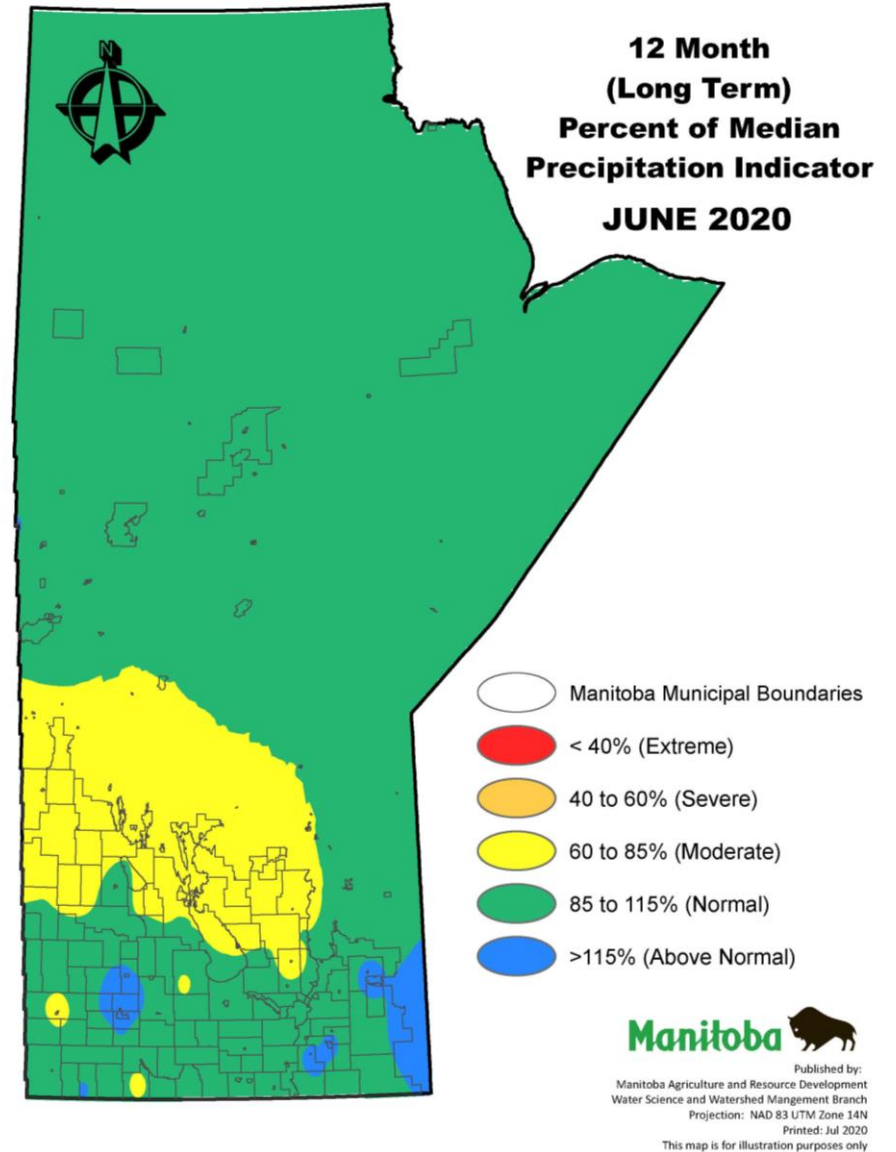 N
12 Month
(Long Term)
Percent of Median
Precipitation Indicator
JUNE 2020
Manitoba Municipal Boundaries
< 40% (Extreme)
40 to 60% (Severe)
60 to 85% (Moderate)
85 to 115% (Normal)
>115% (Above Normal)
Manitoba
Published by:
Manitoba Agriculture and Resource Development
Water Science and Watershed Mangement Branch
Projection: NAD 83 UTM Zone 14N
Printed: Jul 2020
This map is for illustration purposes only